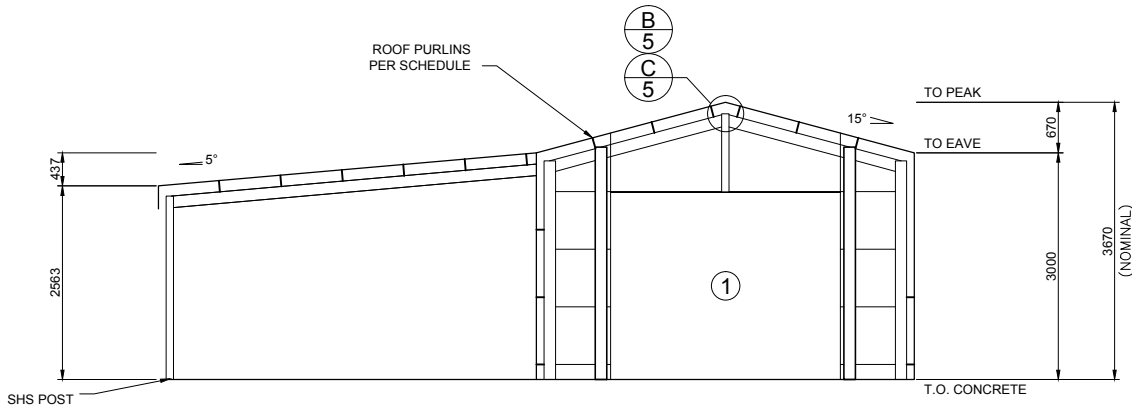 B
5
ROOF PURLINS
PER SCHEDULE
C
5
TO PEAK
15°
670
TO EAVE
5°
437
2563
3000
3670
(NOMINAL)
1
SHS POST
T.O. CONCRETE